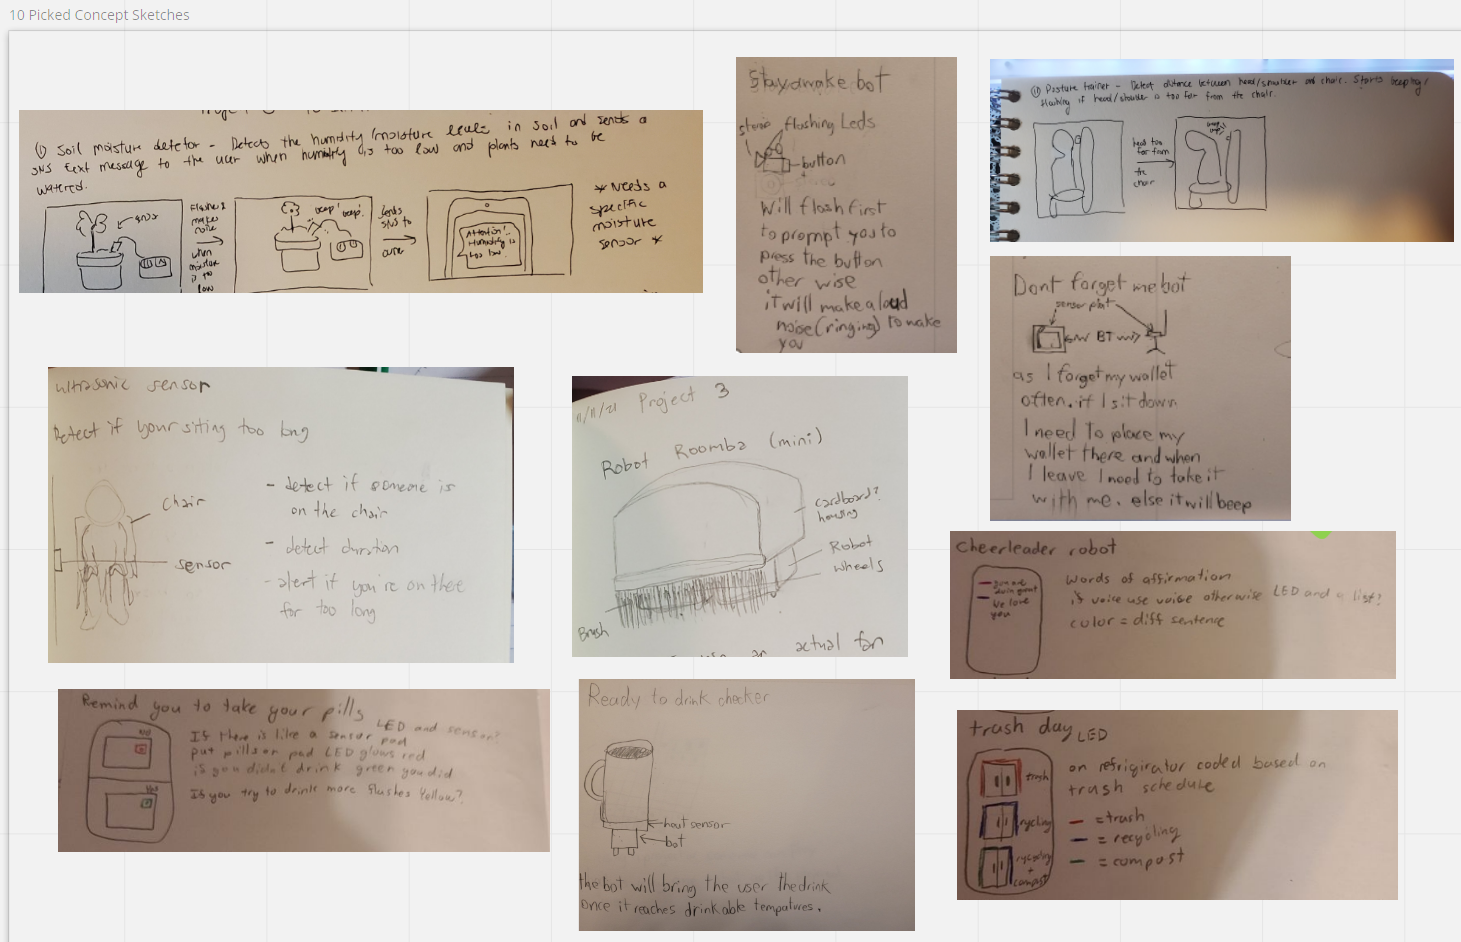 10 Picked Concept Sketches
(1) Soil moisture detetor - Detects the humidity/moisture levels in soil and sends a
SMS text message to the user when humidity is too low and plants need to be
watered.
sensor
Flashes &
makes
noise
when
moisture
is too
low
beep! beep!
Sends
SMS to
owner
Attention!
Humidity is
too low.
* Needs a
specific
moisture
sensor *
Stay awake bot
flashing Leds
button
Will flash first
to prompt you to
press the button
other wise
it will make a loud
noise (ringing) to wake
you
Posture trainer - Detect distance between head/shoulder and chair. Starts beeping/
flashing if head/shoulder is too far from the chair.
head too
far from
the
chair
Dont forget me bot
sensor point
BT
as I forget my wallet
often. if I sit down
I need to place my
wallet there and when
I leave I need to take it
with me. else it will beep
ultrasonic sensor
Detect if your sitting too long
chair
sensor
- detect if someone is
on the chair
- detect duration
- alert if you're on there
for too long
11/11/21 Project 3
Robot Roomba (mini)
cardboard?
housing
Robot
wheels
Brush
actual fan
Cheerleader robot
you are
doing great
We love
you
words of affirmation
if voice use voice otherwise LED and a list?
color = diff sentence
Remind you to take your pills
LED and sensor?
If there is like a sensor pad
put pills on pad LED glows red
if you didnt drink green you did
If you try to drink more flashes Yellow?
Ready to drink checker
heat sensor
bot
the bot will bring the user the drink
once it reaches drinkable tempatures.
trash day LED
trash
rycycling
rycycling
+
compost
on refrigirator coded based on
trash schedule
- = trash
- = recycling
- = compost